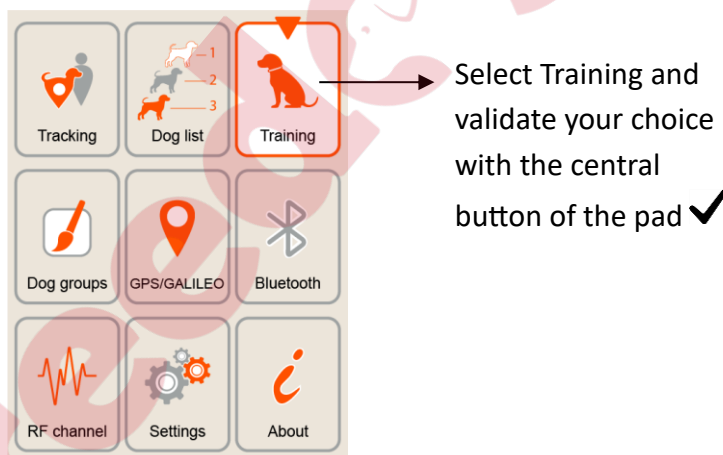 1
2
3
Tracking
Dog list
Training
Select Training and
validate your choice
with the central
button of the pad ✔
Dog groups
GPS/GALILEO
Bluetooth
RF channel
Settings
About